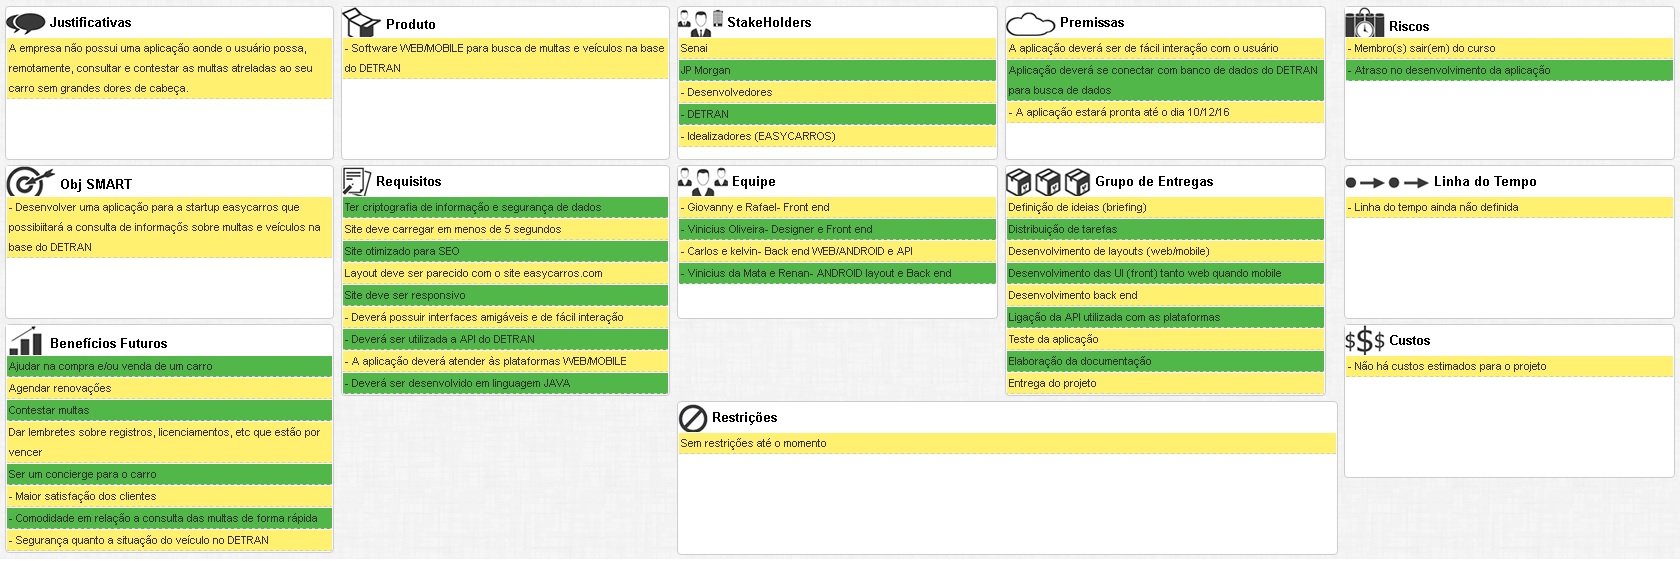 Justificativas
A empresa não possui uma aplicação aonde o usuário possa,
remotamente, consultar e contestar as multas atreladas ao seu
carro sem grandes dores de cabeça.
Produto
- Software WEB/MOBILE para busca de multas e veículos na base
do DETRAN
StakeHolders
Senai
JP Morgan
- Desenvolvedores
- DETRAN
- Idealizadores (EASYCARROS)
Premissas
A aplicação deverá ser de fácil interação com o usuário
Aplicação deverá se conectar com banco de dados do DETRAN
para busca de dados
- A aplicação estará pronta até o dia 10/12/16
Riscos
- Membro(s) sair(em) do curso
- Atraso no desenvolvimento da aplicação
Obj SMART
- Desenvolver uma aplicação para a startup easycarros que
possibiitará a consulta de informaçõs sobre multas e veículos na
base do DETRAN
Requisitos
Ter criptografia de informação e segurança de dados
Site deve carregar em menos de 5 segundos
Site otimizado para SEO
Layout deve ser parecido com o site easycarros.com
Site deve ser responsivo
- Deverá possuir interfaces amigáveis e de fácil interação
- Deverá ser utilizada a API do DETRAN
- A aplicação deverá atender às plataformas WEB/MOBILE
- Deverá ser desenvolvido em linguagem JAVA
Equipe
- Giovanny e Rafael- Front end
- Vinicius Oliveira- Designer e Front end
- Carlos e kelvin- Back end WEB/ANDROID e API
- Vinicius da Mata e Renan- ANDROID layout e Back end
Grupo de Entregas
Definição de ideias (briefing)
Distribuição de tarefas
Desenvolvimento de layouts (web/mobile)
Desenvolvimento das UI (front) tanto web quando mobile
Desenvolvimento back end
Ligação da API utilizada com as plataformas
Teste da aplicação
Elaboração da documentação
Entrega do projeto
Linha do Tempo
- Linha do tempo ainda não definida
Benefícios Futuros
Ajudar na compra e/ou venda de um carro
Agendar renovações
Contestar multas
Dar lembretes sobre registros, licenciamentos, etc que estão por
vencer
Ser um concierge para o carro
- Maior satisfação dos clientes
- Comodidade em relação a consulta das multas de forma rápida
- Segurança quanto a situação do veículo no DETRAN
Restrições
Sem restrições até o momento
$$$ Custos
- Não há custos estimados para o projeto